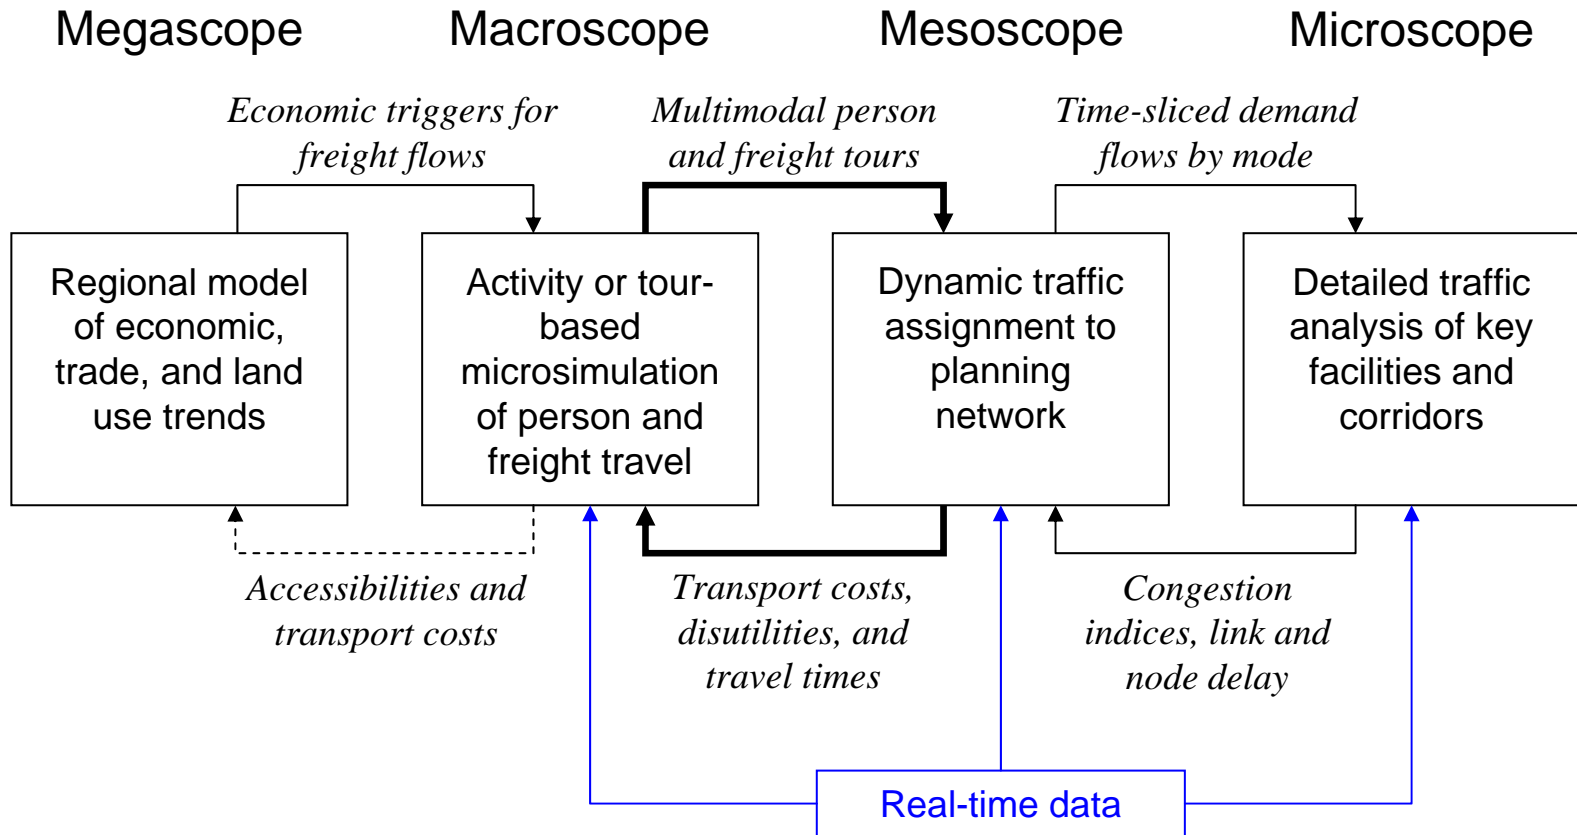 Megascope
Macroscope
Mesoscope
Microscope
Economic triggers for
freight flows
Multimodal person
and freight tours
Time-sliced demand
flows by mode
Regional model
of economic,
trade, and land
use trends
Activity or tour-
based
microsimulation
of person and
freight travel
Dynamic traffic
assignment to
planning
network
Detailed traffic
analysis of key
facilities and
corridors
Accessibilities and
transport costs
Transport costs,
disutilities, and
travel times
Congestion
indices, link and
node delay
Real-time data